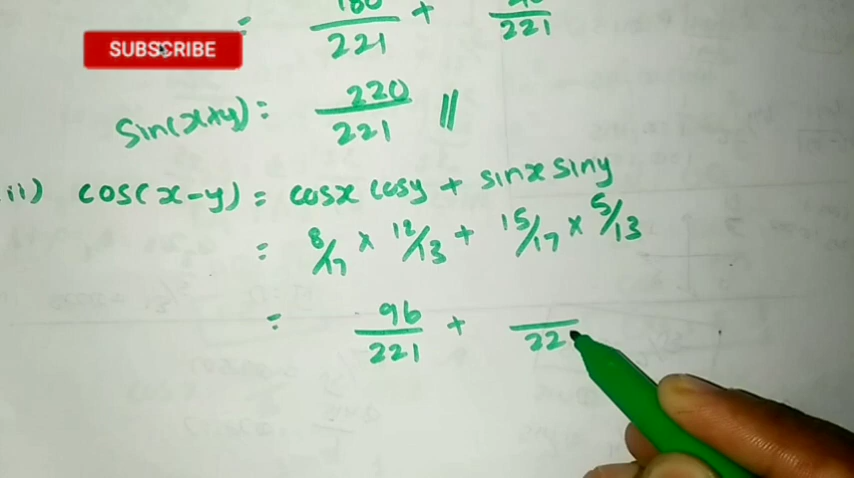 = 180/221 + /221
SUBSCRIBE
Sin(x+y) = 220/221 //
ii) cos(x-y) = cosx cosy + sinx siny
= 8/17 × 12/13 + 15/17 × 5/13
= 96/221 + /22